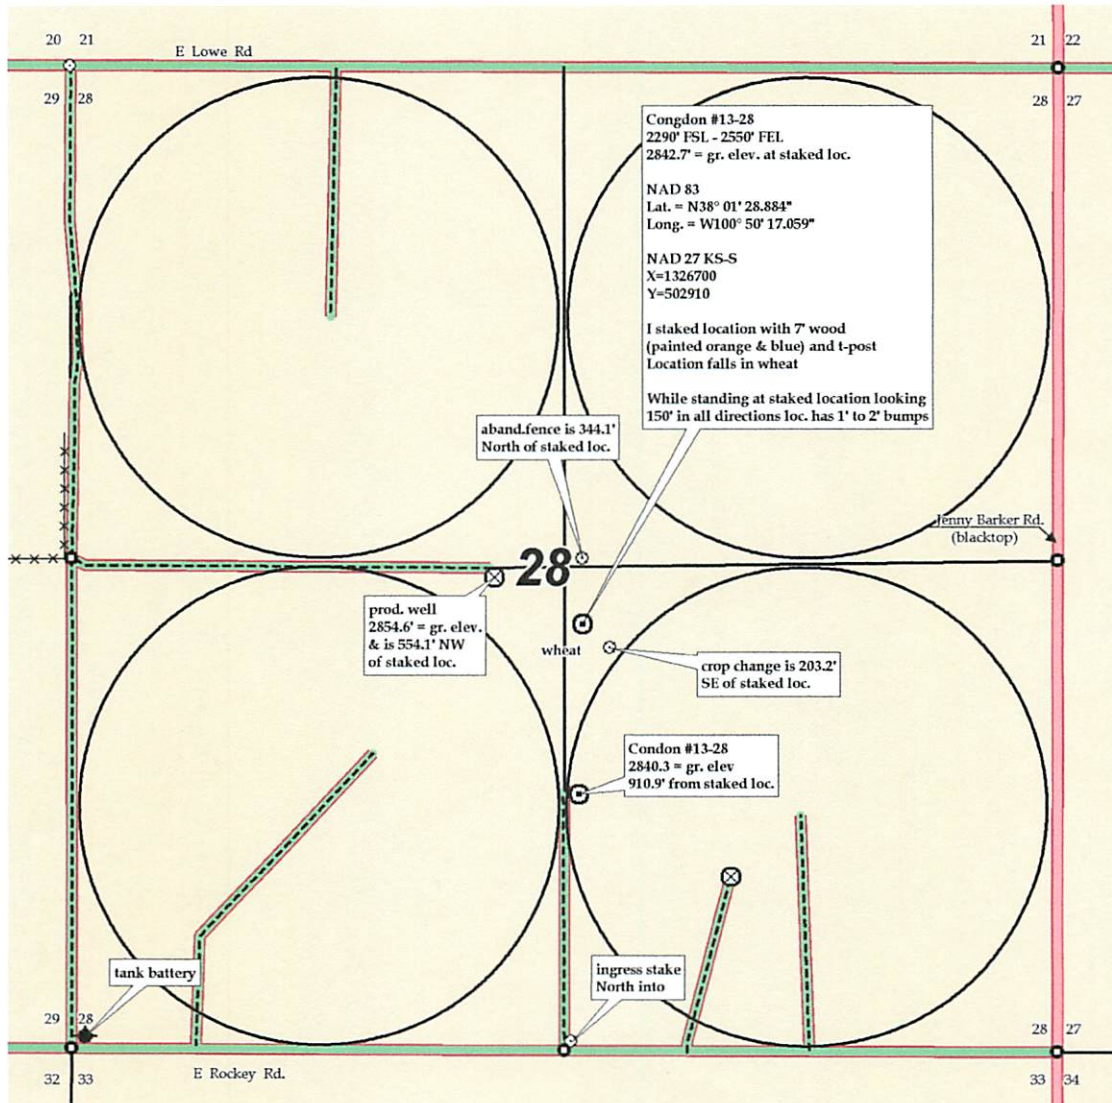 20 21
E Lowe Rd
21 22
29 28
28 27
Congdon #13-28
2290' FSL - 2550' FEL
2842.7' = gr. elev. at staked loc.
NAD 83
Lat. = N38° 01' 28.884"
Long. = W100° 50' 17.059"
NAD 27 KS-S
X=1326700
Y=502910
I staked location with 7' wood
(painted orange & blue) and t-post
Location falls in wheat
While standing at staked location looking
150' in all directions loc. has 1' to 2' bumps
aband.fence is 344.1'
North of staked loc.
Jenny Barker Rd.
(blacktop)
28
prod. well
2854.6' = gr. elev.
& is 554.1' NW
of staked loc.
wheat
crop change is 203.2'
SE of staked loc.
Condon #13-28
2840.3 = gr. elev
910.9' from staked loc.
tank battery
ingress stake
North into
29 28
28 27
32 33
E Rockey Rd.
33 34